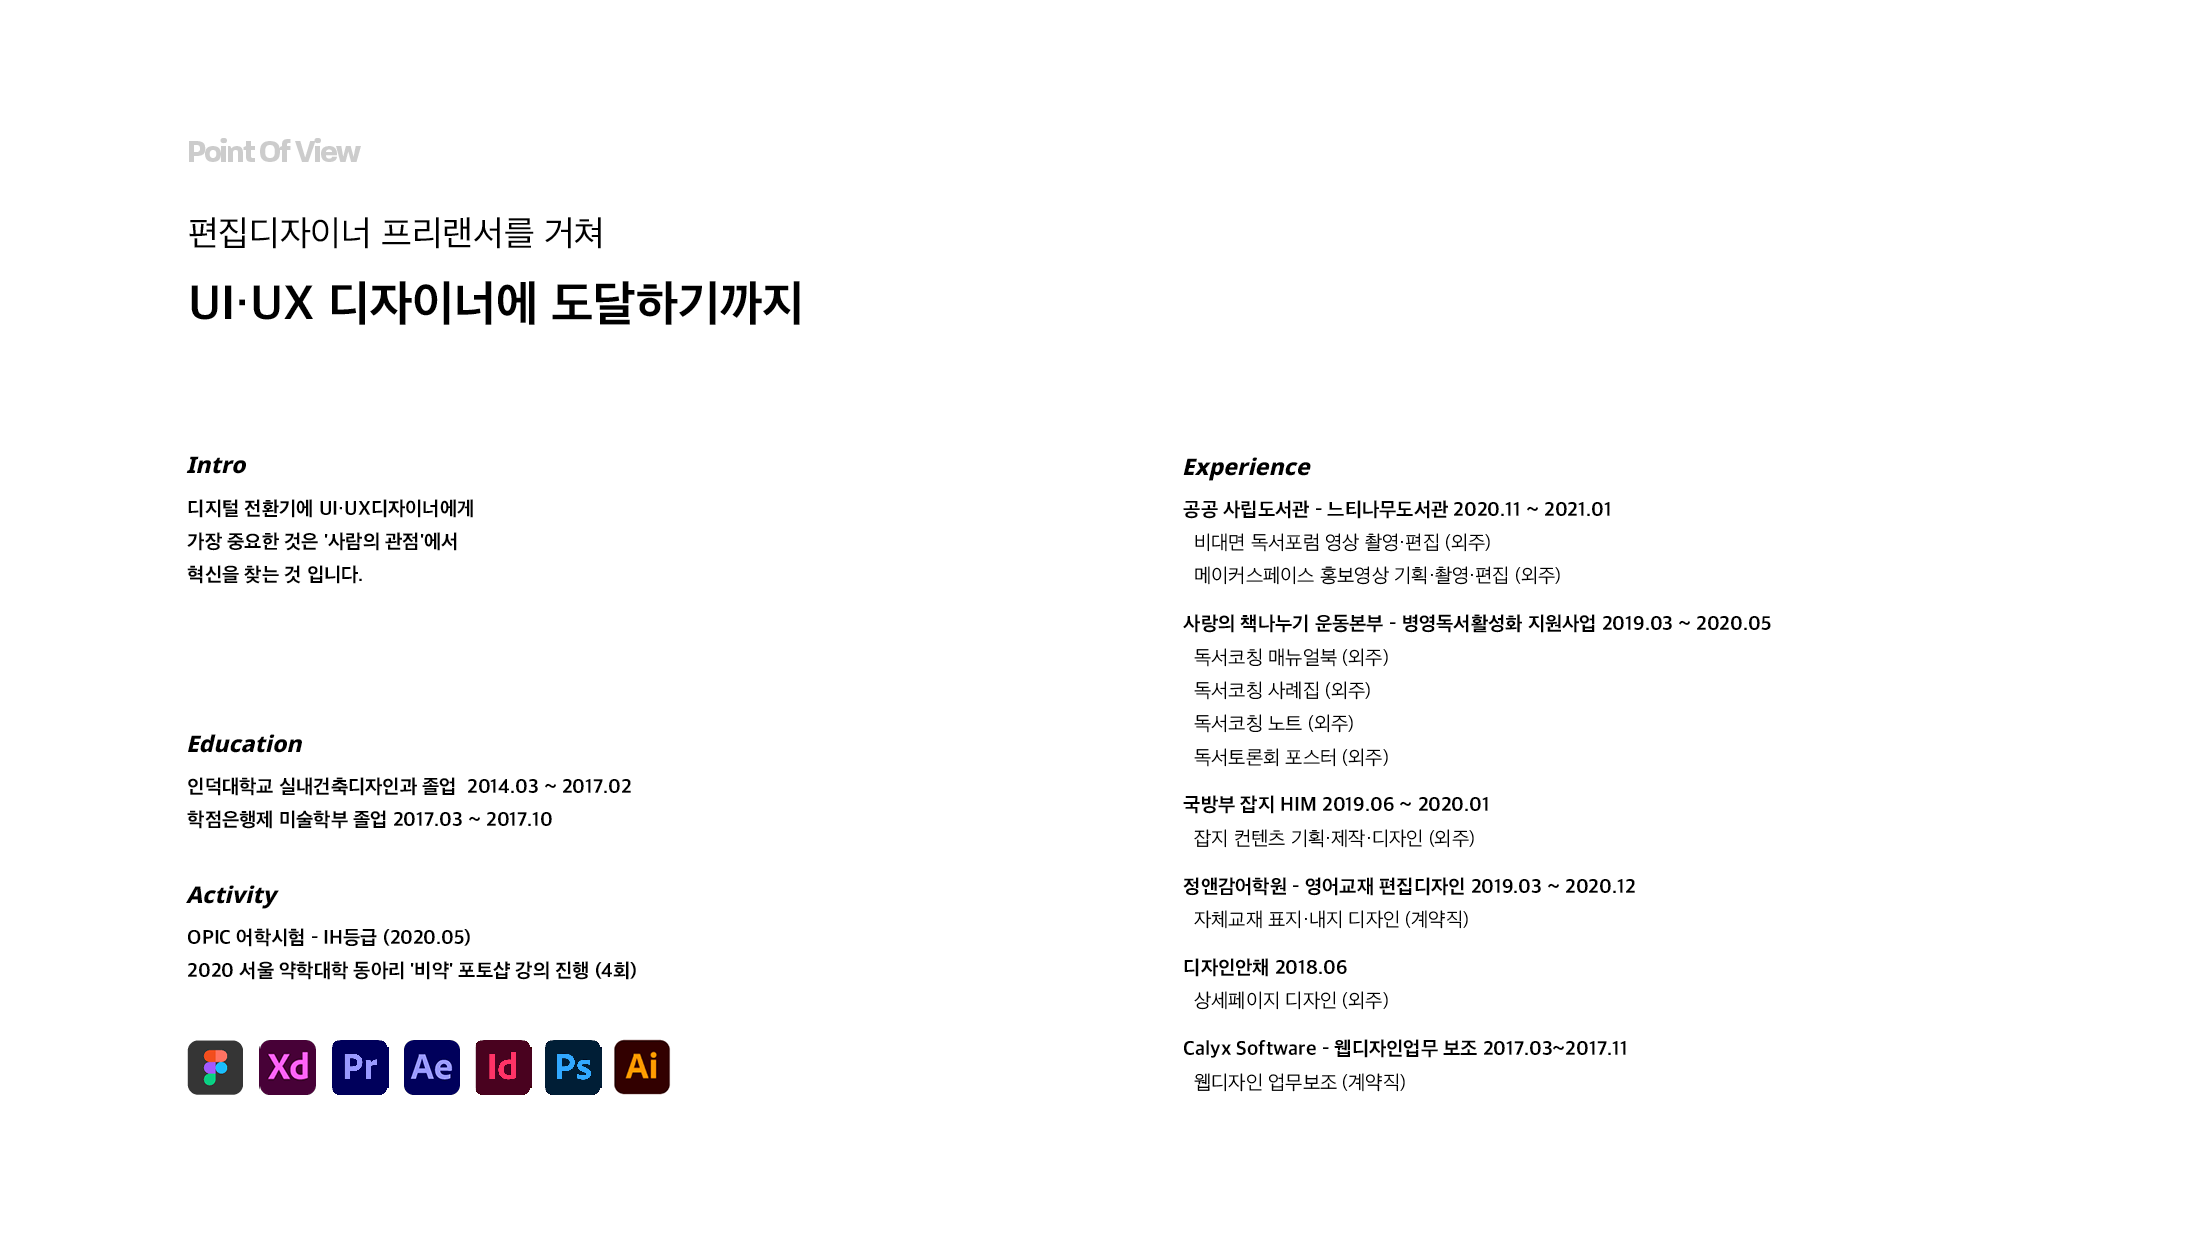 Point Of View
편집디자이너 프리랜서를 거쳐
UI·UX 디자이너에 도달하기까지
Intro
디지털 전환기에 UI·UX디자이너에게
가장 중요한 것은 '사람의 관점'에서
혁신을 찾는 것 입니다.
Education
인덕대학교 실내건축디자인과 졸업 2014.03 ~ 2017.02
학점은행제 미술학부 졸업 2017.03 ~ 2017.10
Activity
OPIC 어학시험 - IH등급 (2020.05)
2020 서울 약학대학 동아리 '비약' 포토샵 강의 진행 (4회)
Xd Pr Ae Id Ps Ai
Experience
공공 사립도서관 - 느티나무도서관 2020.11 ~ 2021.01
비대면 독서포럼 영상 촬영·편집 (외주)
메이커스페이스 홍보영상 기획·촬영·편집 (외주)
사랑의 책나누기 운동본부 - 병영독서활성화 지원사업 2019.03 ~ 2020.05
독서코칭 매뉴얼북 (외주)
독서코칭 사례집 (외주)
독서코칭 노트 (외주)
독서토론회 포스터 (외주)
국방부 잡지 HIM 2019.06 ~ 2020.01
잡지 컨텐츠 기획·제작·디자인 (외주)
정앤감어학원 - 영어교재 편집디자인 2019.03 ~ 2020.12
자체교재 표지·내지 디자인 (계약직)
디자인안채 2018.06
상세페이지 디자인 (외주)
Calyx Software - 웹디자인업무 보조 2017.03~2017.11
웹디자인 업무보조 (계약직)